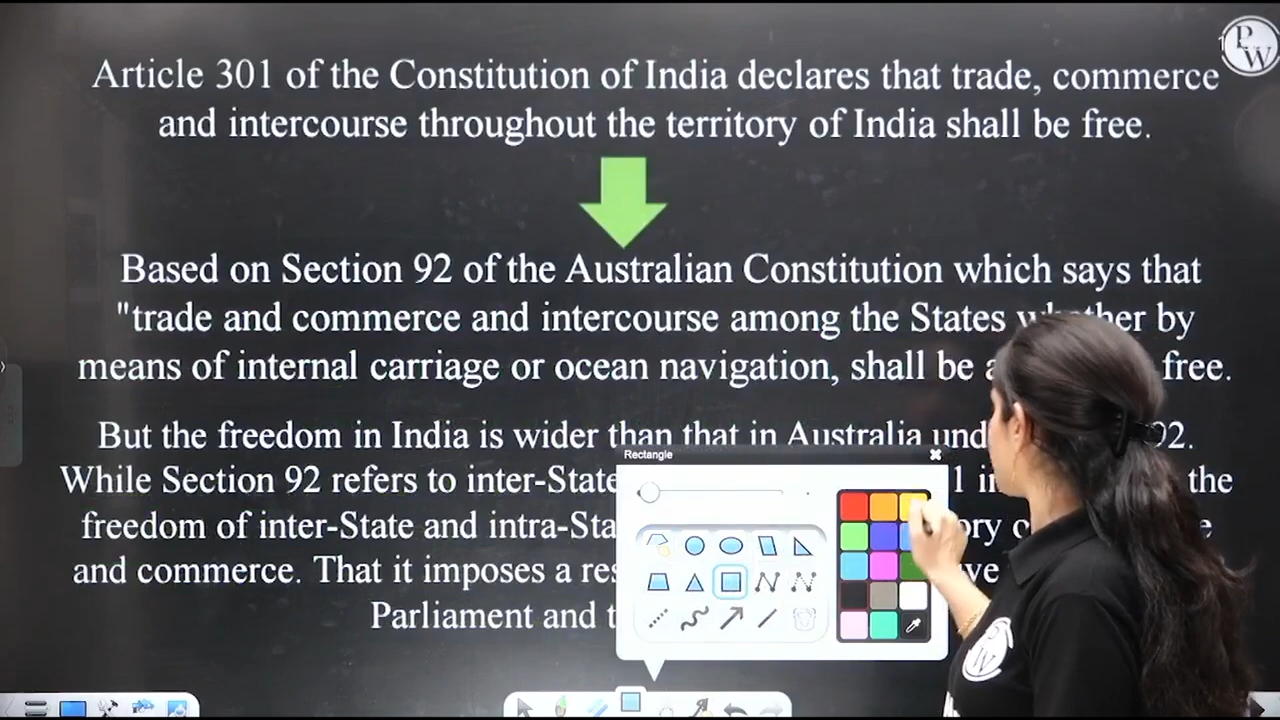 PW
Article 301 of the Constitution of India declares that trade, commerce
and intercourse throughout the territory of India shall be free.
Based on Section 92 of the Australian Constitution which says that
"trade and commerce and intercourse among the States whether by
means of internal carriage or ocean navigation, shall be free.
But the freedom in India is wider than that in Australia 92.
While Section 92 refers to inter-State the
freedom of inter-State and
and commerce. That it imposes a
Parliament and
Rectangle
PW